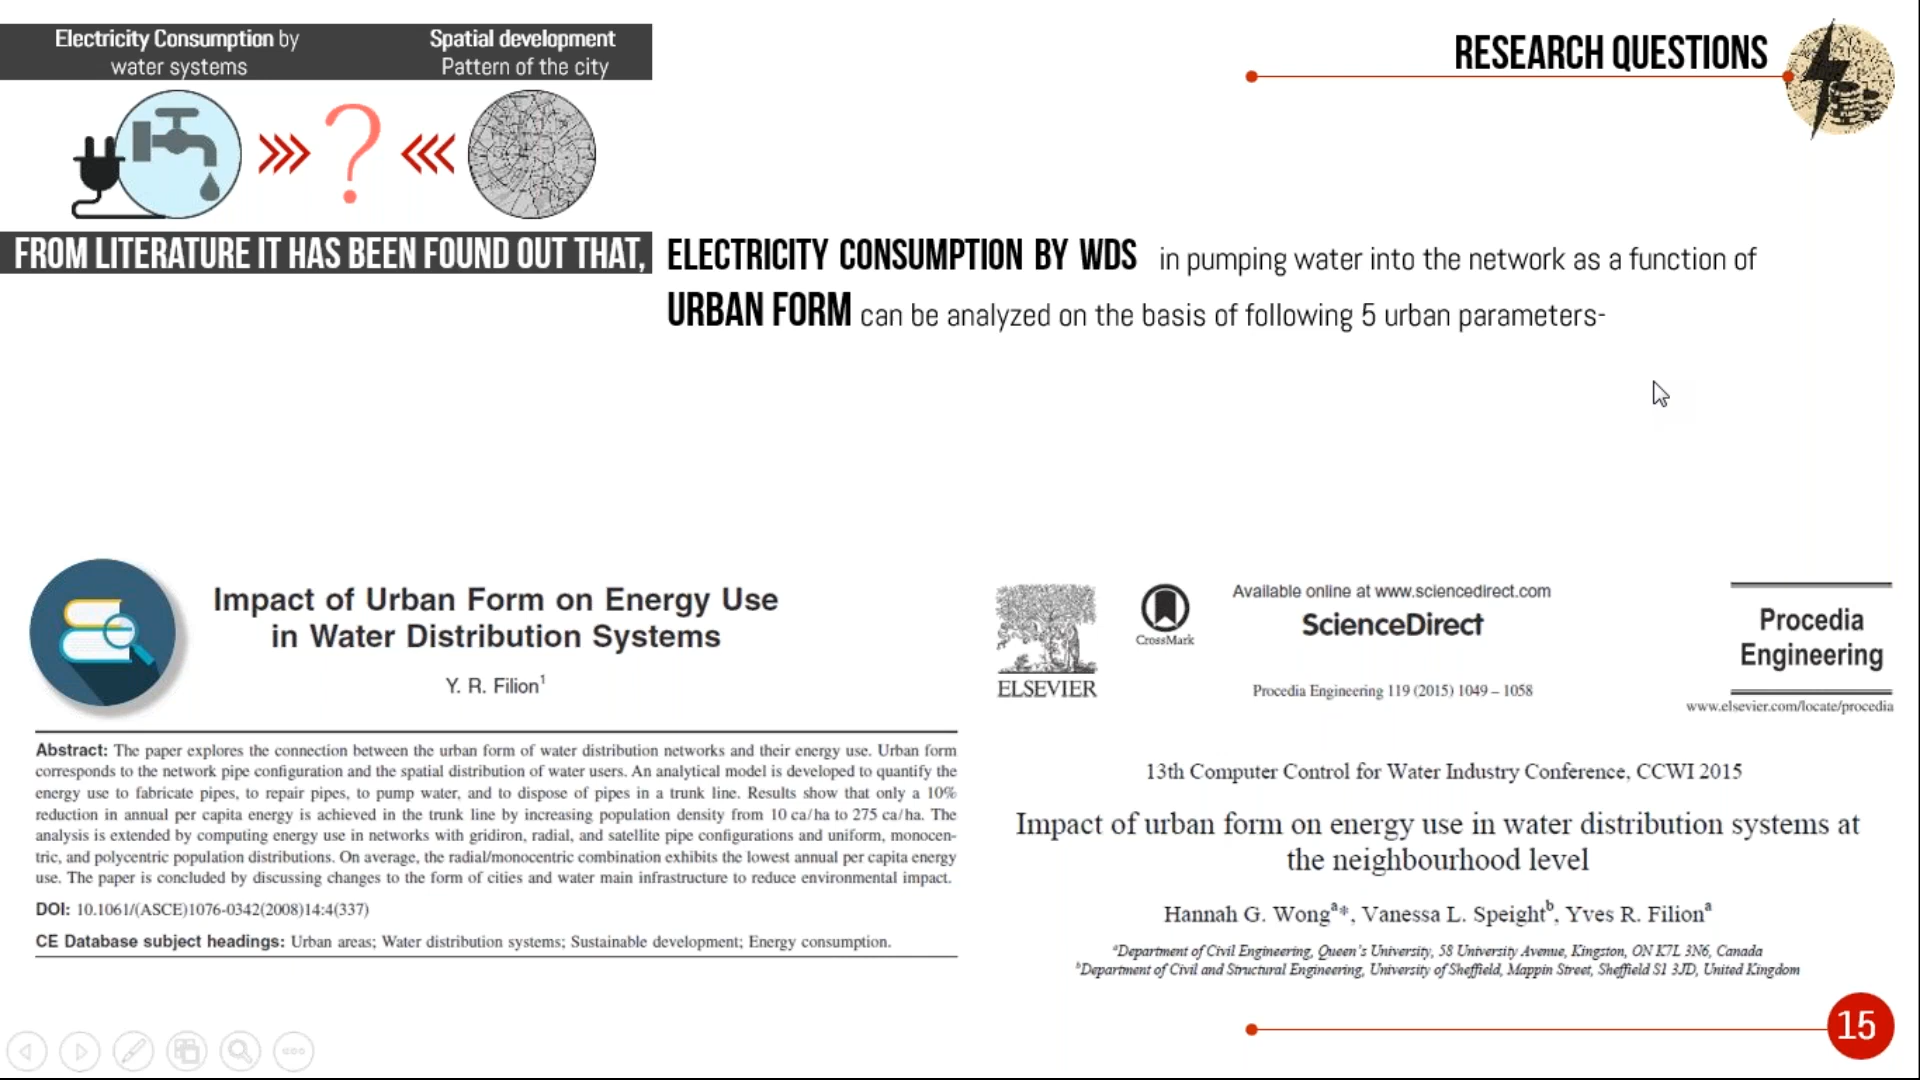 Electricity Consumption by
water systems
Spatial development
Pattern of the city
RESEARCH QUESTIONS
?
FROM LITERATURE IT HAS BEEN FOUND OUT THAT,
ELECTRICITY CONSUMPTION BY WDS in pumping water into the network as a function of
URBAN FORM can be analyzed on the basis of following 5 urban parameters-
Impact of Urban Form on Energy Use
in Water Distribution Systems
Y. R. Filion¹
Abstract: The paper explores the connection between the urban form of water distribution networks and their energy use. Urban form
corresponds to the network pipe configuration and the spatial distribution of water users. An analytical model is developed to quantify the
energy use to fabricate pipes, to repair pipes, to pump water, and to dispose of pipes in a trunk line. Results show that only a 10%
reduction in annual per capita energy is achieved in the trunk line by increasing population density from 10 ca/ha to 275 ca/ha. The
analysis is extended by computing energy use in networks with gridiron, radial, and satellite pipe configurations and uniform, monocen-
tric, and polycentric population distributions. On average, the radial/monocentric combination exhibits the lowest annual per capita energy
use. The paper is concluded by discussing changes to the form of cities and water main infrastructure to reduce environmental impact.
DOI: 10.1061/(ASCE)1076-0342(2008)14:4(337)
CE Database subject headings: Urban areas; Water distribution systems; Sustainable development; Energy consumption.
ELSEVIER
CrossMark
Available online at www.sciencedirect.com
ScienceDirect
Procedia Engineering 119 (2015) 1049 – 1058
Procedia
Engineering
www.elsevier.com/locate/procedia
13th Computer Control for Water Industry Conference, CCWI 2015
Impact of urban form on energy use in water distribution systems at
the neighbourhood level
Hannah G. Wongᵃ*, Vanessa L. Speightᵇ, Yves R. Filionᵃ
ᵃDepartment of Civil Engineering, Queen's University, 58 University Avenue, Kingston, ON K7L 3N6, Canada
ᵇDepartment of Civil and Structural Engineering, University of Sheffield, Mappin Street, Sheffield S1 3JD, United Kingdom
15